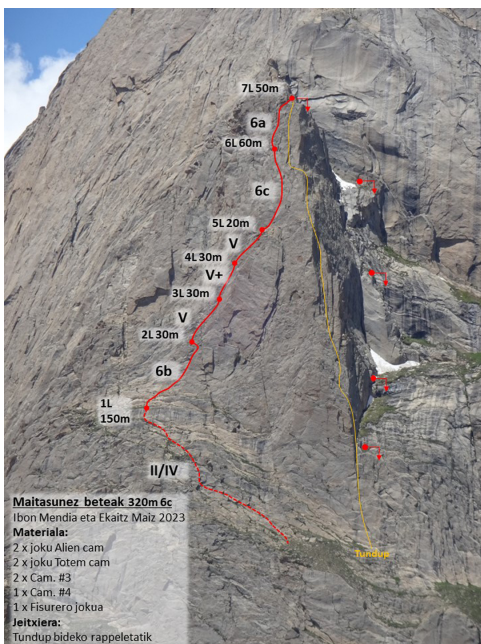 7L 50m
6a
6L 60m
6c
5L 20m
V
4L 30m
V+
3L 30m
V
2L 30m
6b
1L
150m
II/IV
Maitasunez beteak 320m 6c
Ibon Mendia eta Ekaitz Maiz 2023
Materiala:
2 x joku Alien cam
2 x joku Totem cam
2 x Cam. #3
1 x Cam. #4
1 x Fisurero jokua
Jeitxiera:
Tundup bideko rappeletatik
Tundup